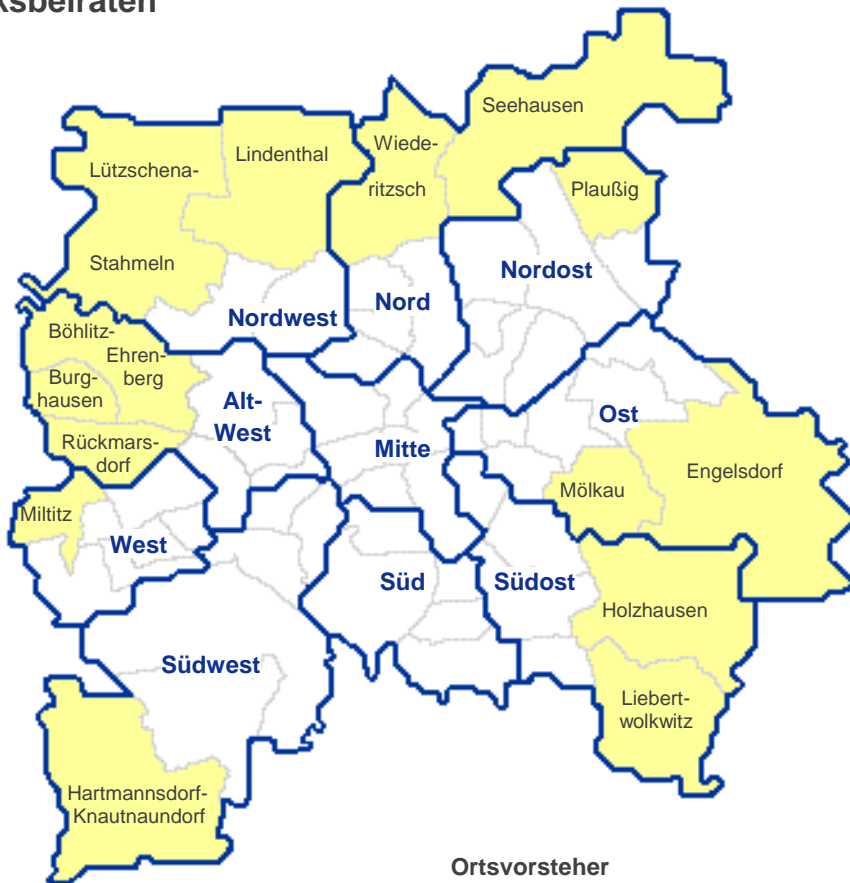 ksbeiräten
Seehausen
Wiede-
ritzsch
Lindenthal
Lützschena-
Stahmeln
Plaußig
Nordost
Nord
Nordwest
Böhlitz-
Ehren-
berg
Burg-
hausen
Rückmars-
dorf
Alt-
West
Mitte
Ost
Engelsdorf
Mölkau
Miltitz
West
Süd
Südost
Holzhausen
Südwest
Liebert-
wolkwitz
Hartmannsdorf-
Knautnaundorf
Ortsvorsteher